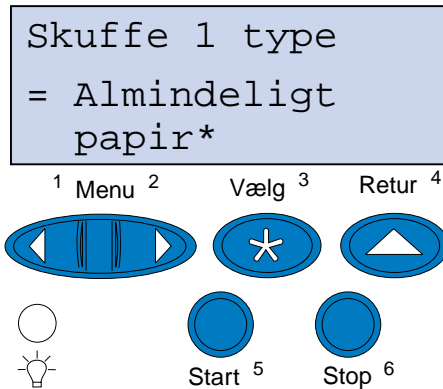 Skuffe 1 type
= Almindeligt
papir*
1 Menu 2 Vælg 3 Retur 4
Start 5 Stop 6